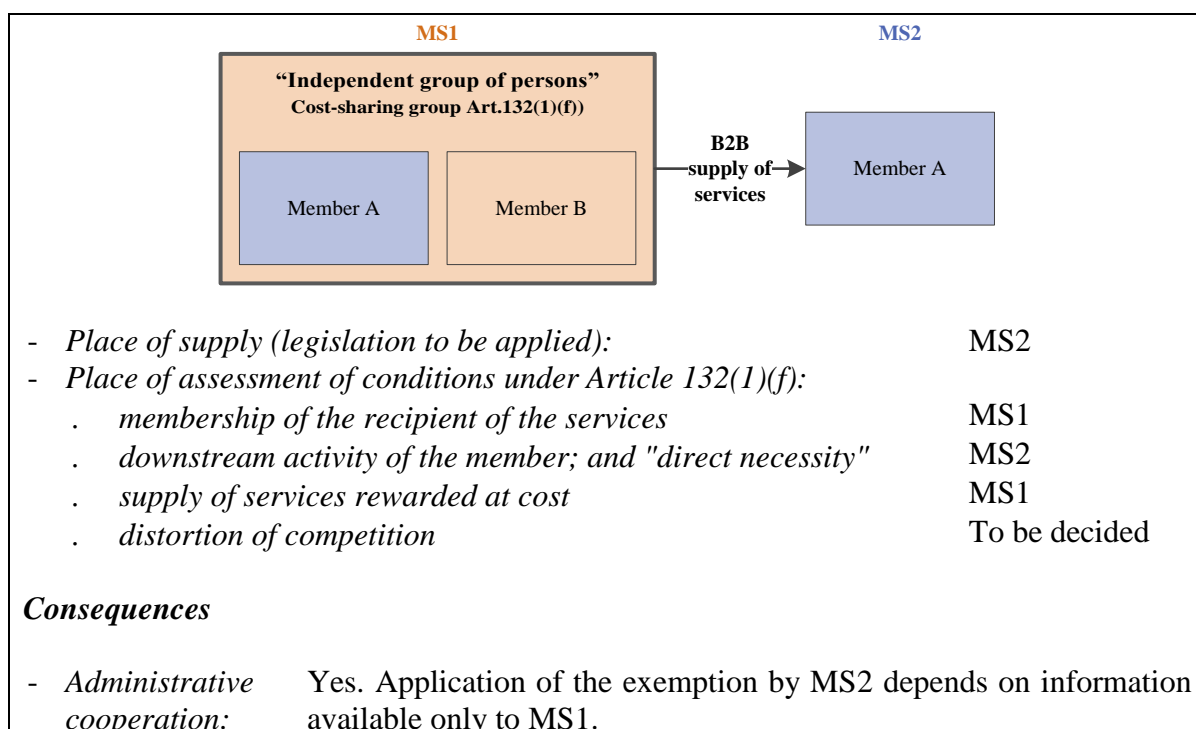 MS1 MS2
“Independent group of persons”
Cost-sharing group Art.132(1)(f))
B2B
supply of
services
Member A Member B Member A
- Place of supply (legislation to be applied): MS2
- Place of assessment of conditions under Article 132(1)(f):
. membership of the recipient of the services MS1
. downstream activity of the member; and "direct necessity" MS2
. supply of services rewarded at cost MS1
. distortion of competition To be decided
Consequences
- Administrative Yes. Application of the exemption by MS2 depends on information
cooperation: available only to MS1.